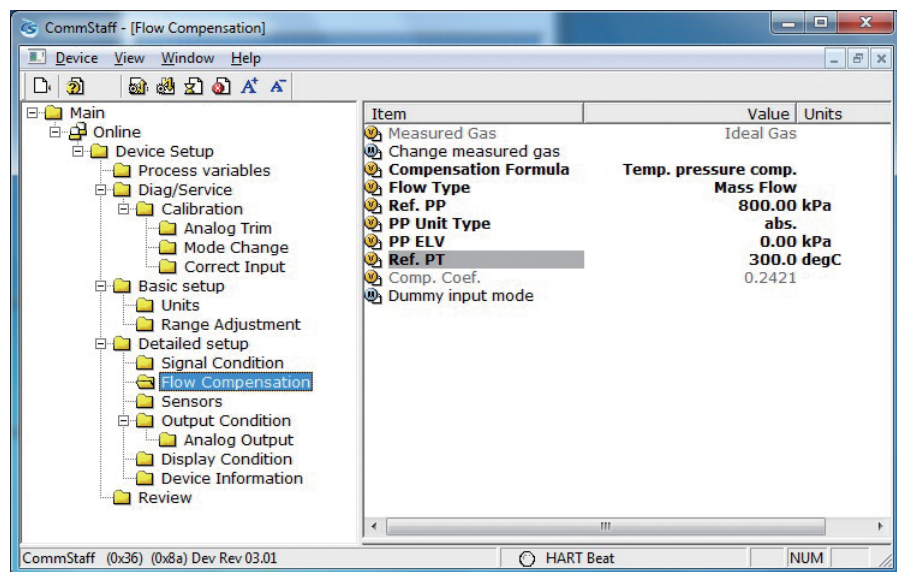 CommStaff - [Flow Compensation]
Device View Window Help
Main
Online
Device Setup
Process variables
Diag/Service
Calibration
Analog Trim
Mode Change
Correct Input
Basic setup
Units
Range Adjustment
Detailed setup
Signal Condition
Flow Compensation
Sensors
Output Condition
Analog Output
Display Condition
Device Information
Review
Item Value Units
Measured Gas Ideal Gas
Change measured gas
Compensation Formula Temp. pressure comp.
Flow Type Mass Flow
Ref. PP 800.00 kPa
PP Unit Type abs.
PP ELV 0.00 kPa
Ref. PT 300.0 degC
Comp. Coef. 0.2421
Dummy input mode
CommStaff (0x36) (0x8a) Dev Rev 03.01 HART Beat NUM